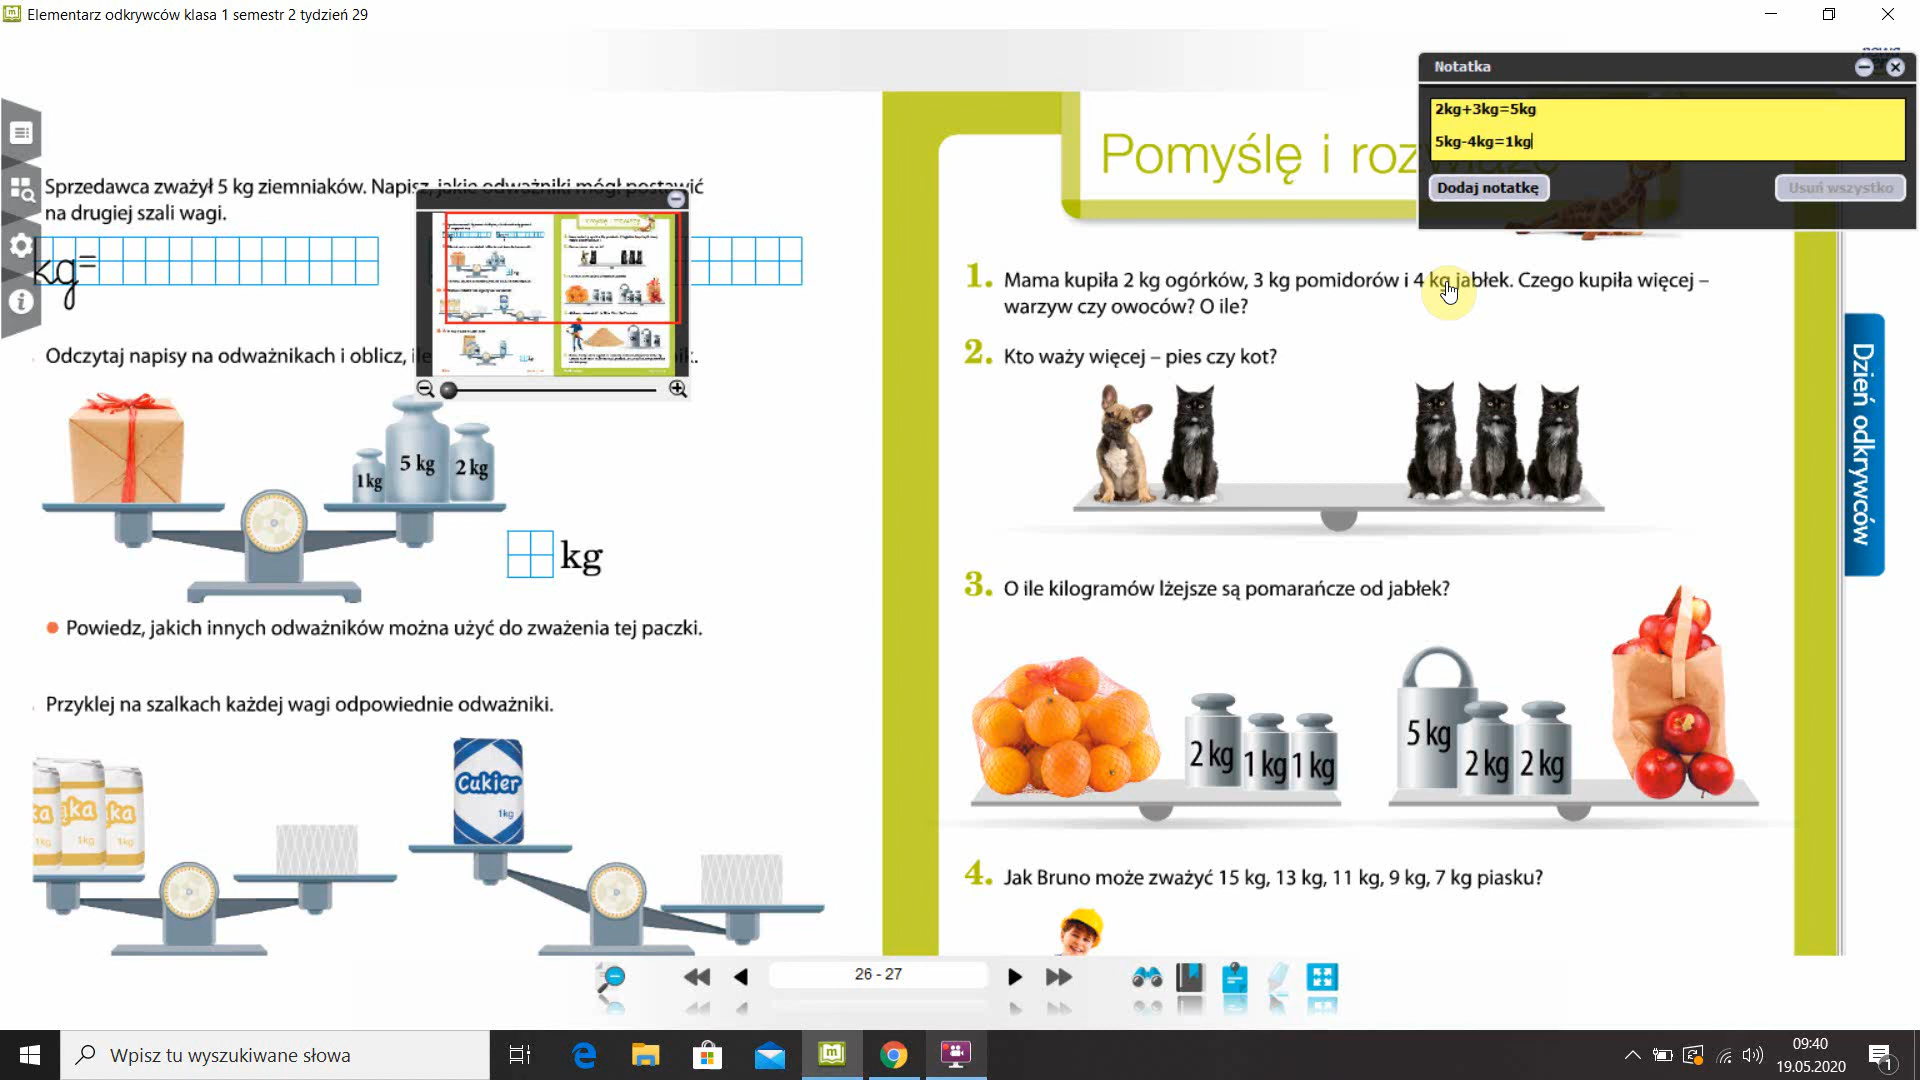 Elementarz odkrywców klasa 1 semestr 2 tydzień 29
Sprzedawca zważył 5 kg ziemniaków. Napisz, jakie odważniki mógł postawić
na drugiej szali wagi.
kg=
Odczytaj napisy na odważnikach i oblicz,
1 kg
5 kg
2 kg
kg
Powiedz, jakich innych odważników można użyć do zważenia tej paczki.
Przyklej na szalkach każdej wagi odpowiednie odważniki.
ąka
1kg
Cukier
1kg
Pomyślę i
Notatka
2kg+3kg=5kg
5kg-4kg=1kg
Dodaj notatkę
Usuń wszystko
1. Mama kupiła 2 kg ogórków, 3 kg pomidorów i 4 kg jabłek. Czego kupiła więcej –
warzyw czy owoców? O ile?
2. Kto waży więcej – pies czy kot?
3. O ile kilogramów lżejsze są pomarańcze od jabłek?
2 kg
1 kg
1 kg
5 kg
2 kg
2 kg
4. Jak Bruno może zważyć 15 kg, 13 kg, 11 kg, 9 kg, 7 kg piasku?
Dzień odkrywców
26 - 27
Wpisz tu wyszukiwane słowa
09:40
19.05.2020
1